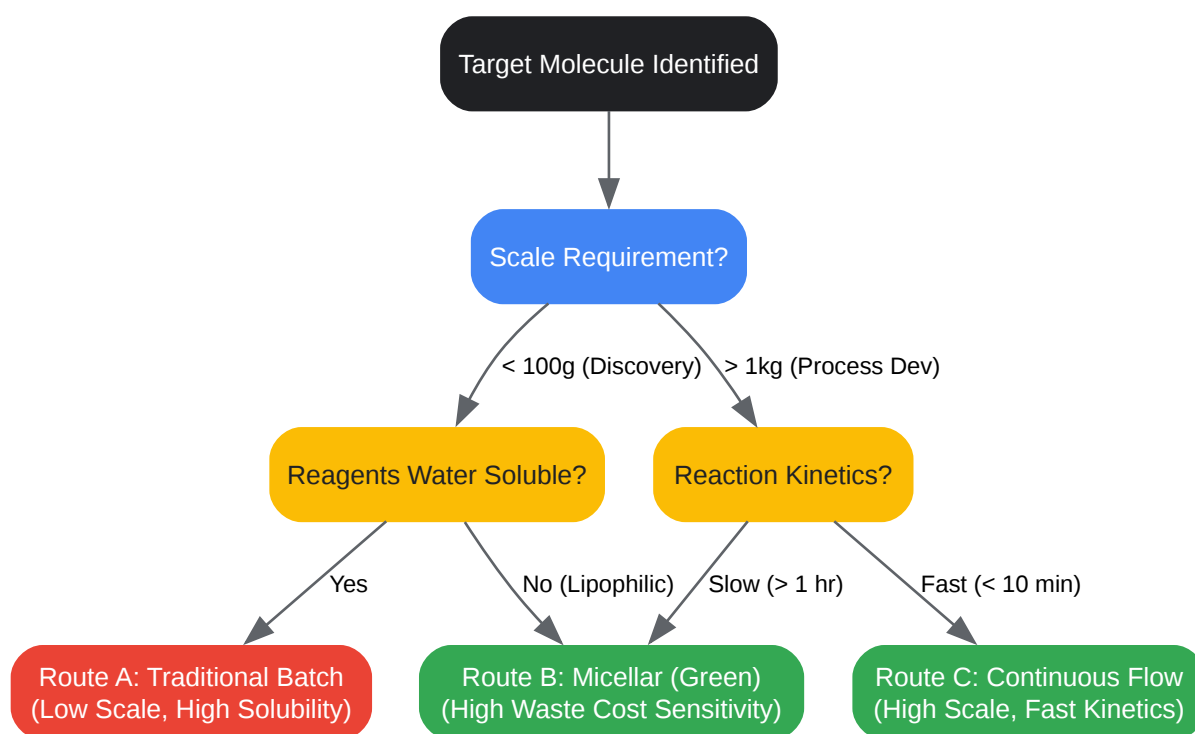 Target Molecule Identified
Scale Requirement?
< 100g (Discovery)
> 1kg (Process Dev)
Reagents Water Soluble?
Reaction Kinetics?
Yes
No (Lipophilic)
Slow (> 1 hr)
Fast (< 10 min)
Route A: Traditional Batch
(Low Scale, High Solubility)
Route B: Micellar (Green)
(High Waste Cost Sensitivity)
Route C: Continuous Flow
(High Scale, Fast Kinetics)